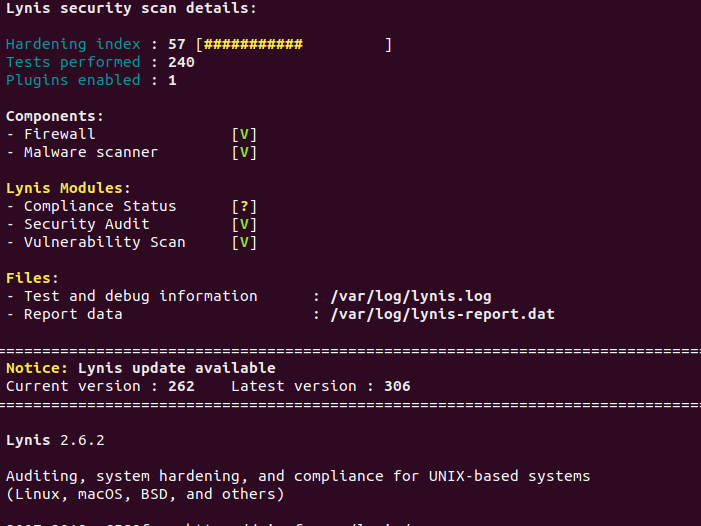 Lynis security scan details:
Hardening index : 57 [###########         ]
Tests performed : 240
Plugins enabled : 1
Components:
- Firewall               [V]
- Malware scanner        [V]
Lynis Modules:
- Compliance Status      [?]
- Security Audit         [V]
- Vulnerability Scan     [V]
Files:
- Test and debug information      : /var/log/lynis.log
- Report data                     : /var/log/lynis-report.dat
==============================================================================
Notice: Lynis update available
Current version : 262    Latest version : 306
==============================================================================
Lynis 2.6.2
Auditing, system hardening, and compliance for UNIX-based systems
(Linux, macOS, BSD, and others)